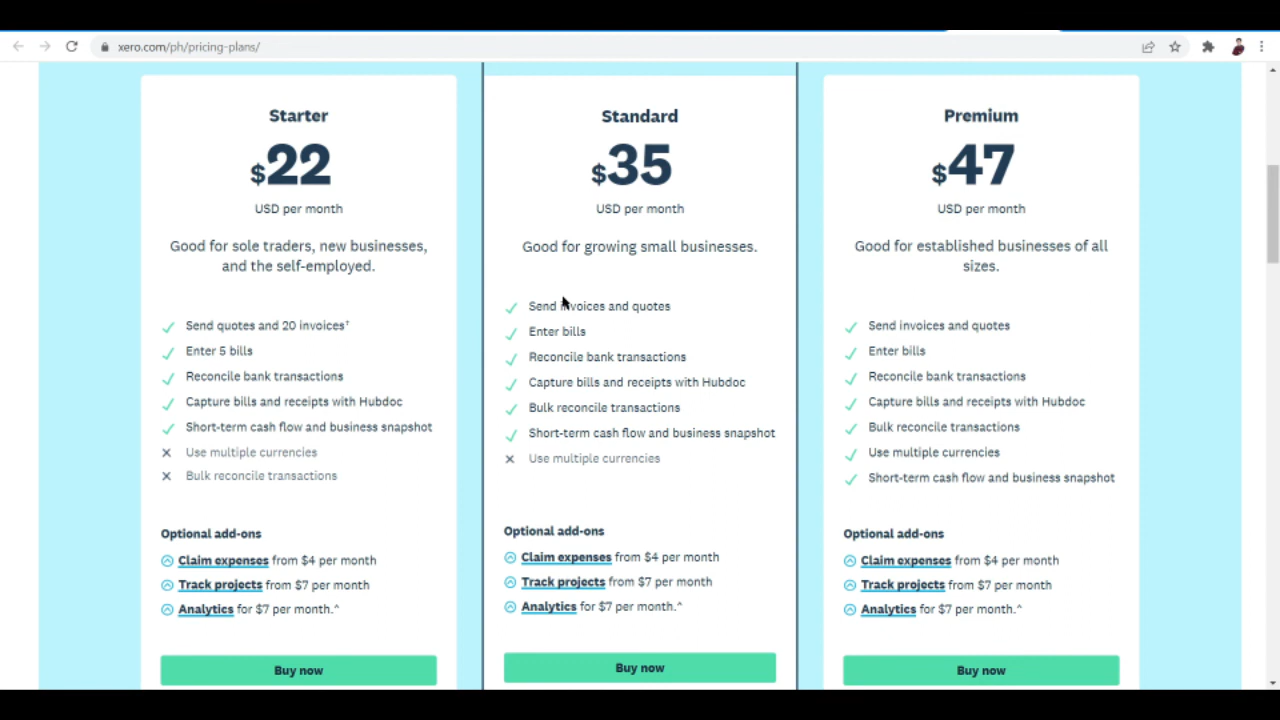 xero.com/ph/pricing-plans/
Starter
$22
USD per month
Good for sole traders, new businesses,
and the self-employed.
Send quotes and 20 invoices†
Enter 5 bills
Reconcile bank transactions
Capture bills and receipts with Hubdoc
Short-term cash flow and business snapshot
Use multiple currencies
Bulk reconcile transactions
Optional add-ons
Claim expenses from $4 per month
Track projects from $7 per month
Analytics for $7 per month.^
Buy now
Standard
$35
USD per month
Good for growing small businesses.
Send invoices and quotes
Enter bills
Reconcile bank transactions
Capture bills and receipts with Hubdoc
Bulk reconcile transactions
Short-term cash flow and business snapshot
Use multiple currencies
Optional add-ons
Claim expenses from $4 per month
Track projects from $7 per month
Analytics for $7 per month.^
Buy now
Premium
$47
USD per month
Good for established businesses of all
sizes.
Send invoices and quotes
Enter bills
Reconcile bank transactions
Capture bills and receipts with Hubdoc
Bulk reconcile transactions
Use multiple currencies
Short-term cash flow and business snapshot
Optional add-ons
Claim expenses from $4 per month
Track projects from $7 per month
Analytics for $7 per month.^
Buy now